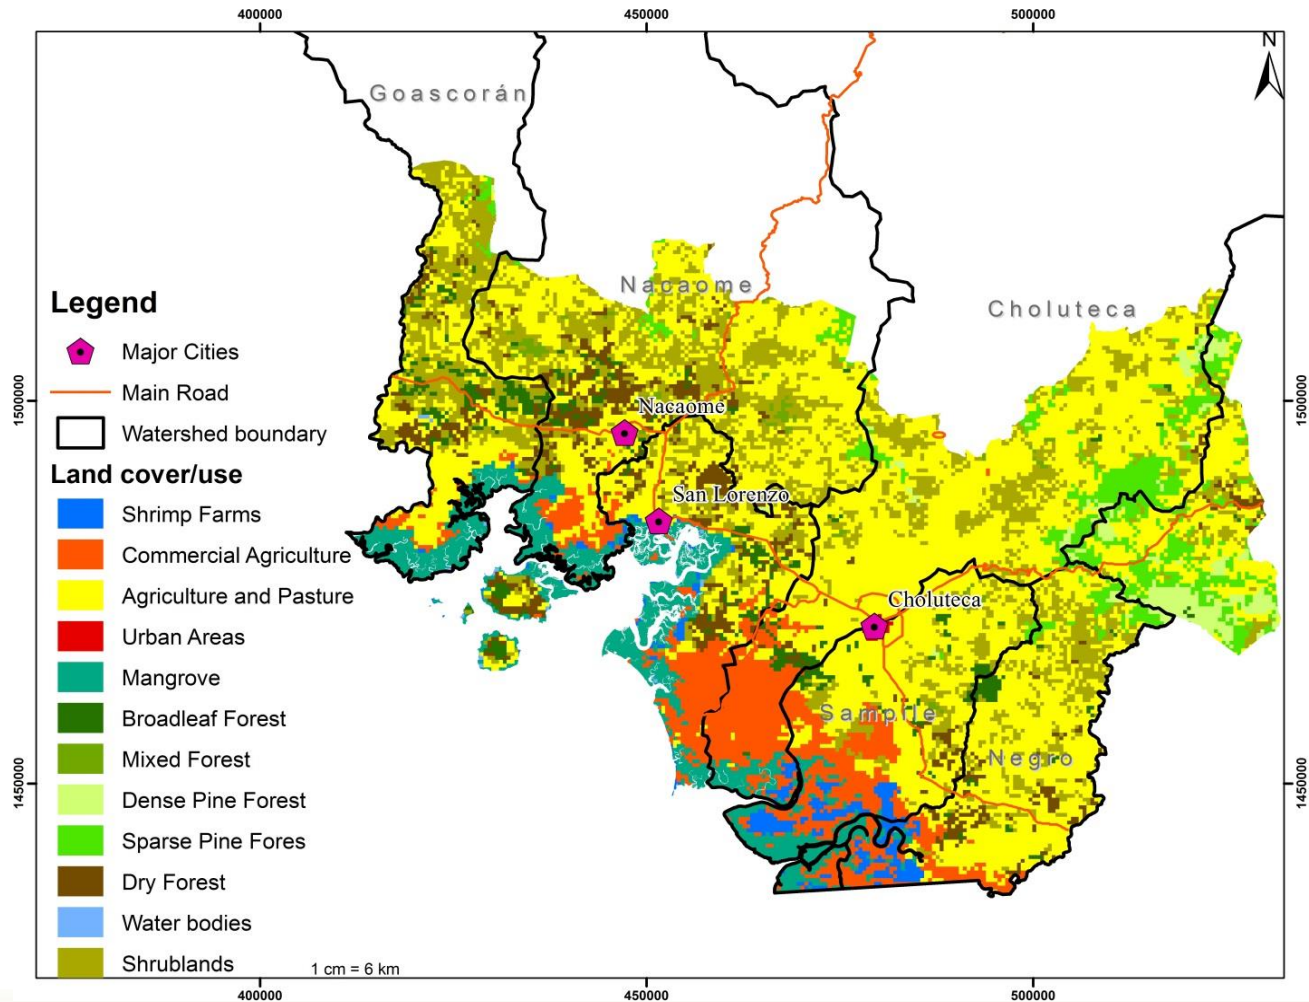 400000
450000
500000
N
Goascorán
Nacaome
Choluteca
Legend
Major Cities
Main Road
Watershed boundary
1500000
1500000
Nacaome
Land cover/use
San Lorenzo
Shrimp Farms
Commercial Agriculture
Agriculture and Pasture
Choluteca
Urban Areas
Mangrove
Broadleaf Forest
Sampile
Mixed Forest
Negro
1450000
1450000
Dense Pine Forest
Sparse Pine Fores
Dry Forest
Water bodies
Shrublands
1 cm = 6 km
400000
450000
500000